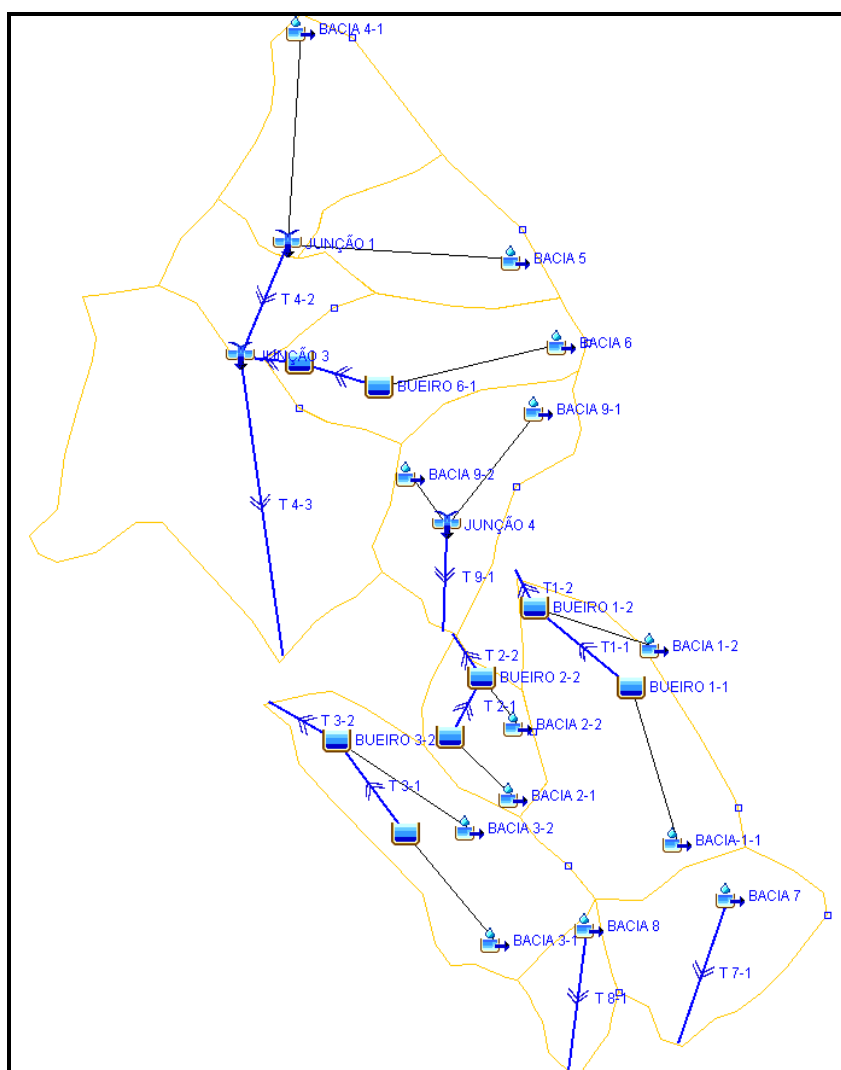 BACIA 4-1
JUNÇÃO 1
BACIA 5
T 4-2
BACIA 6
JUNÇÃO 3
BUEIRO 6-1
BACIA 9-1
BACIA 9-2
T 4-3
JUNÇÃO 4
T 9-1
T1-2
BUEIRO 1-2
T1-1
BACIA 1-2
T 2-2
BUEIRO 2-2
BUEIRO 1-1
T 2-1
T 3-2
BACIA 2-2
BUEIRO 3-2
T 3-1
BACIA 2-1
BACIA 3-2
BACIA-1-1
BACIA 7
BACIA 8
BACIA 3-1
T 7-1
T 8-1